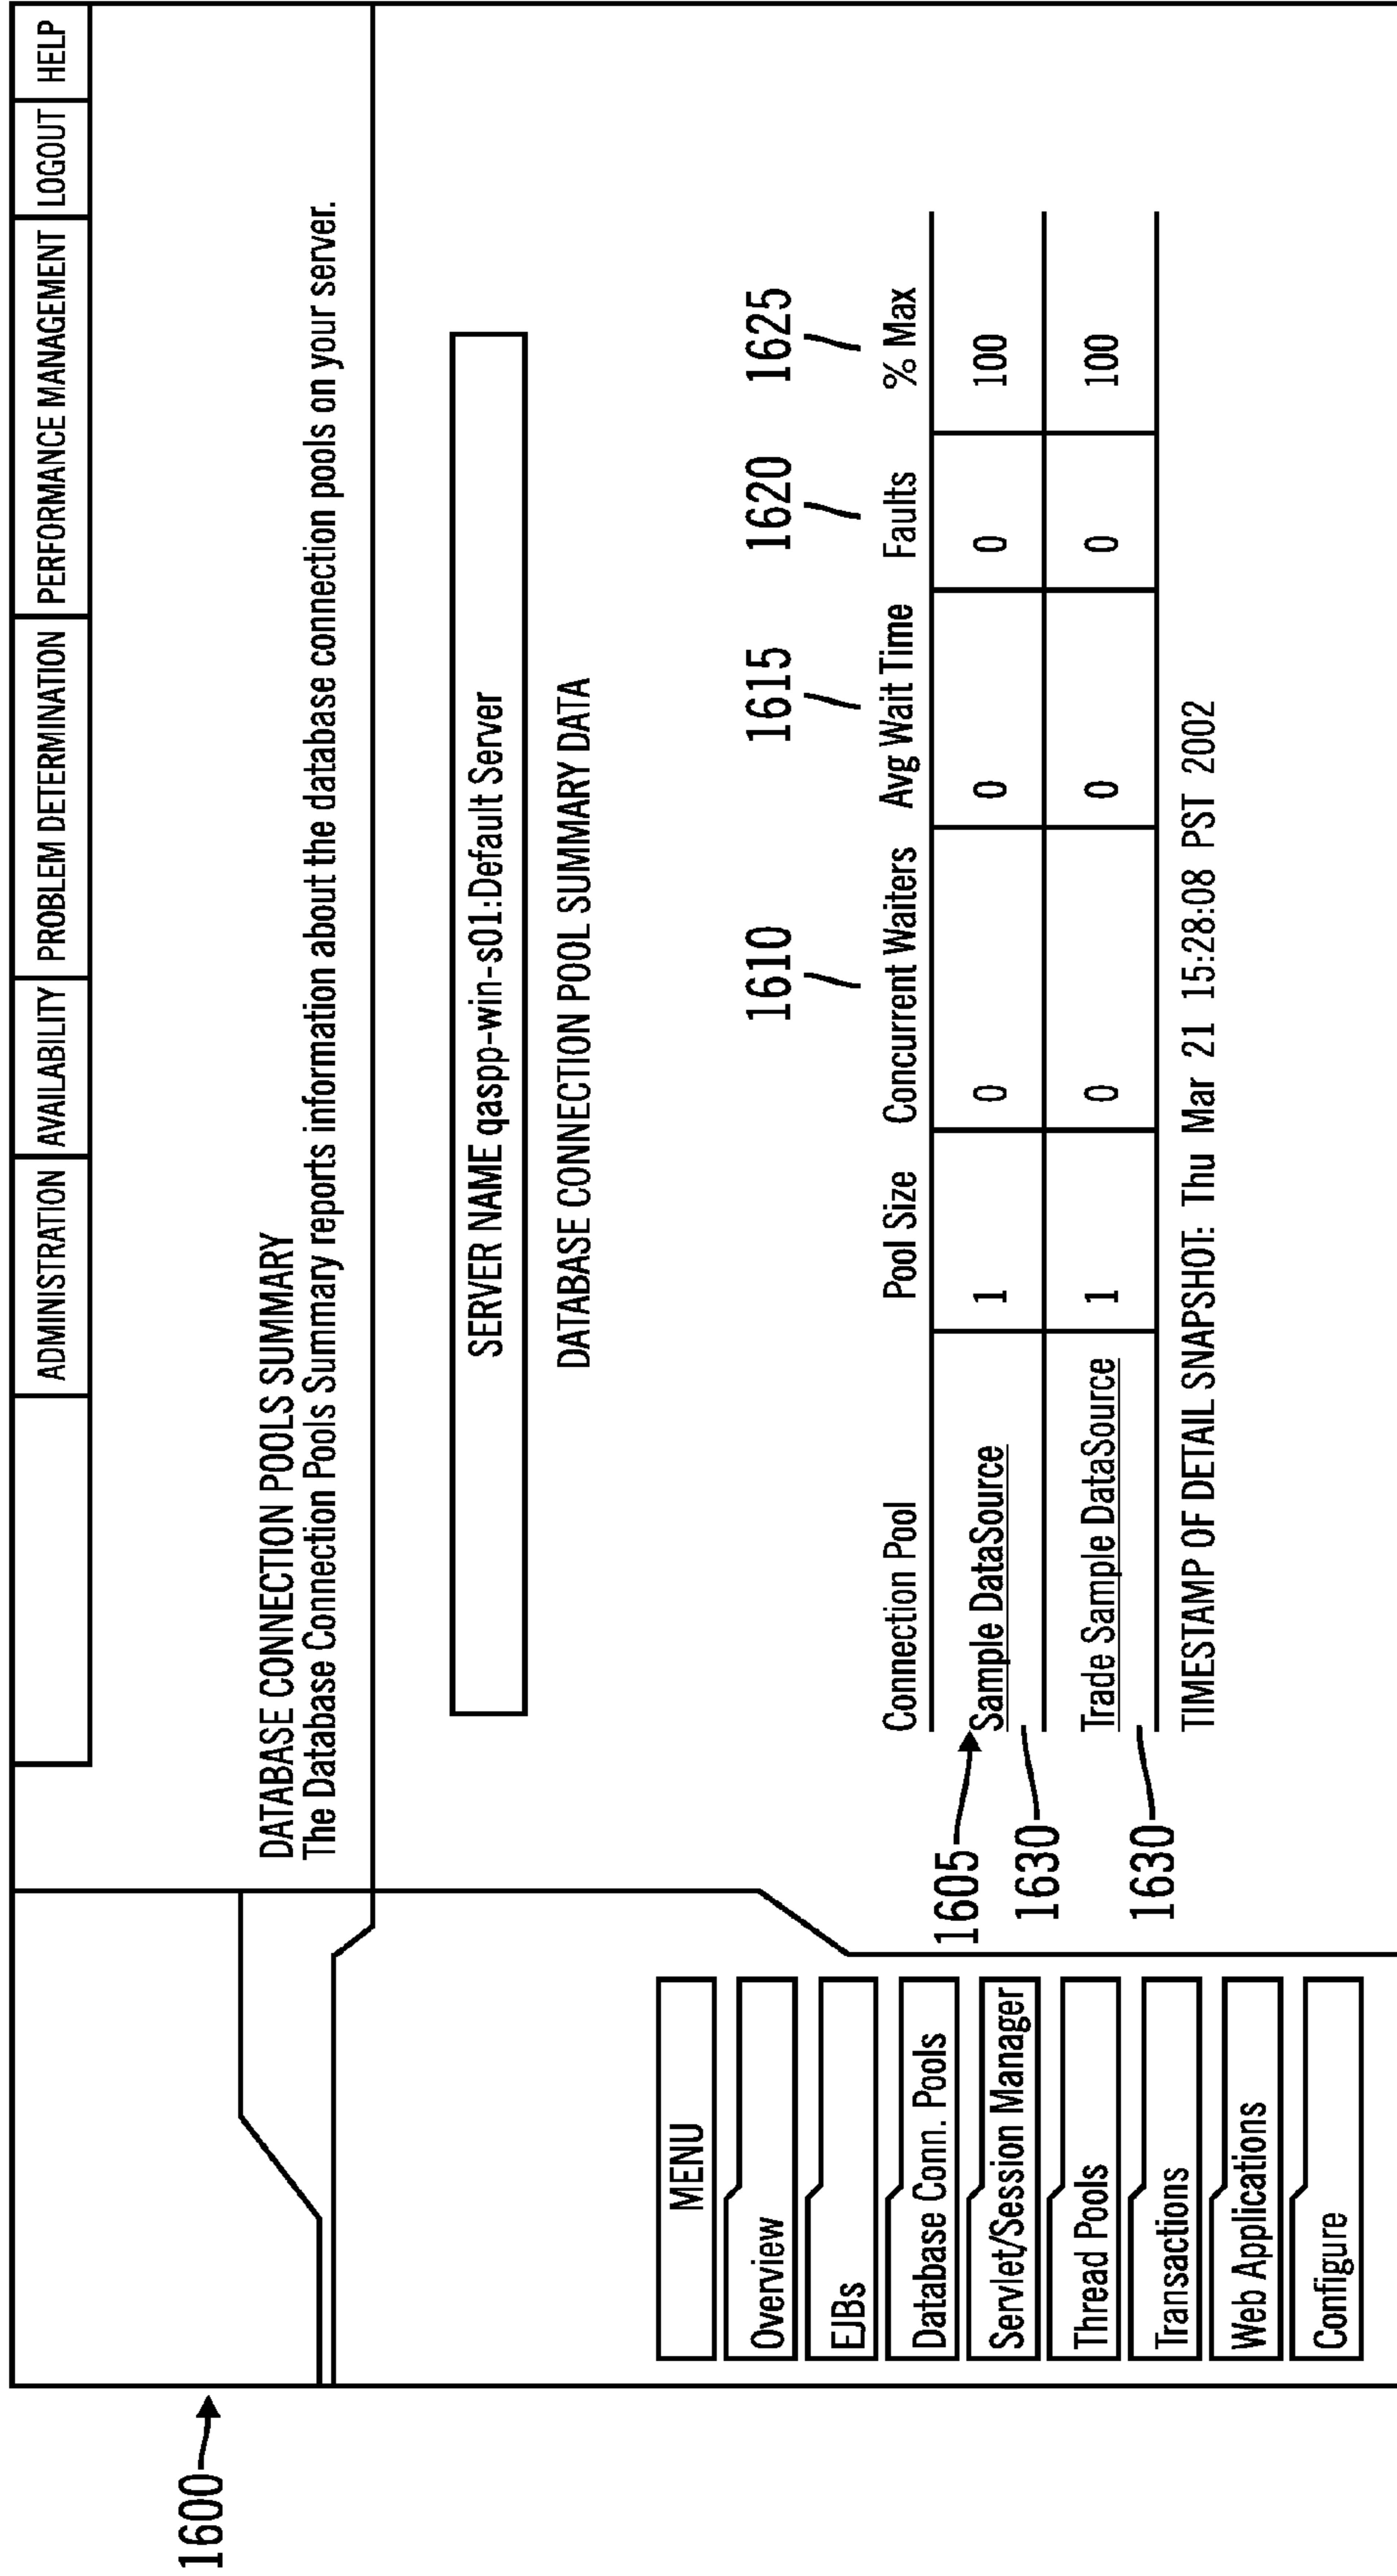 1600
ADMINISTRATION AVAILABILITY PROBLEM DETERMINATION PERFORMANCE MANAGEMENT LOGOUT HELP
DATABASE CONNECTION POOLS SUMMARY
The Database Connection Pools Summary reports information about the database connection pools on your server.
SERVER NAME qaspp-win-s01:Default Server
DATABASE CONNECTION POOL SUMMARY DATA
MENU
Overview
EJBs
Database Conn. Pools
Servlet/Session Manager
Thread Pools
Transactions
Web Applications
Configure
1610 1615 1620 1625
Connection Pool Pool Size Concurrent Waiters Avg Wait Time Faults % Max
1605 Sample DataSource 1 0 0 0 100
1630
Trade Sample DataSource 1 0 0 0 100
1630
TIMESTAMP OF DETAIL SNAPSHOT: Thu Mar 21 15:28:08 PST 2002